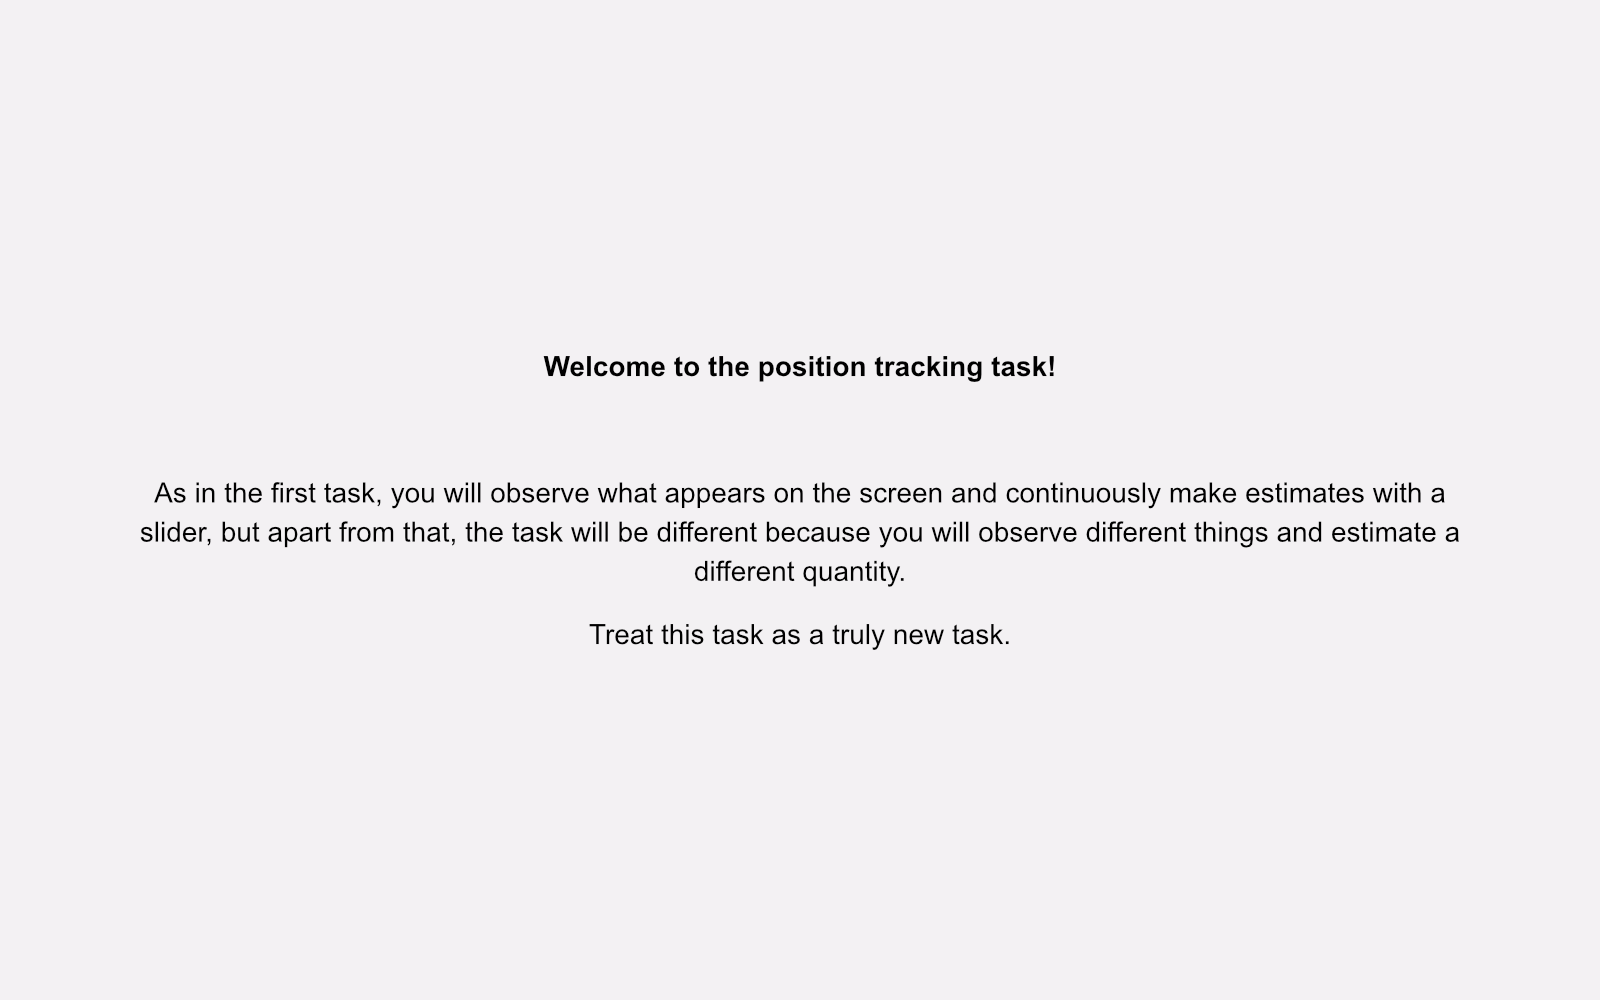 Welcome to the position tracking task!
As in the first task, you will observe what appears on the screen and continuously make estimates with a
slider, but apart from that, the task will be different because you will observe different things and estimate a
different quantity.
Treat this task as a truly new task.